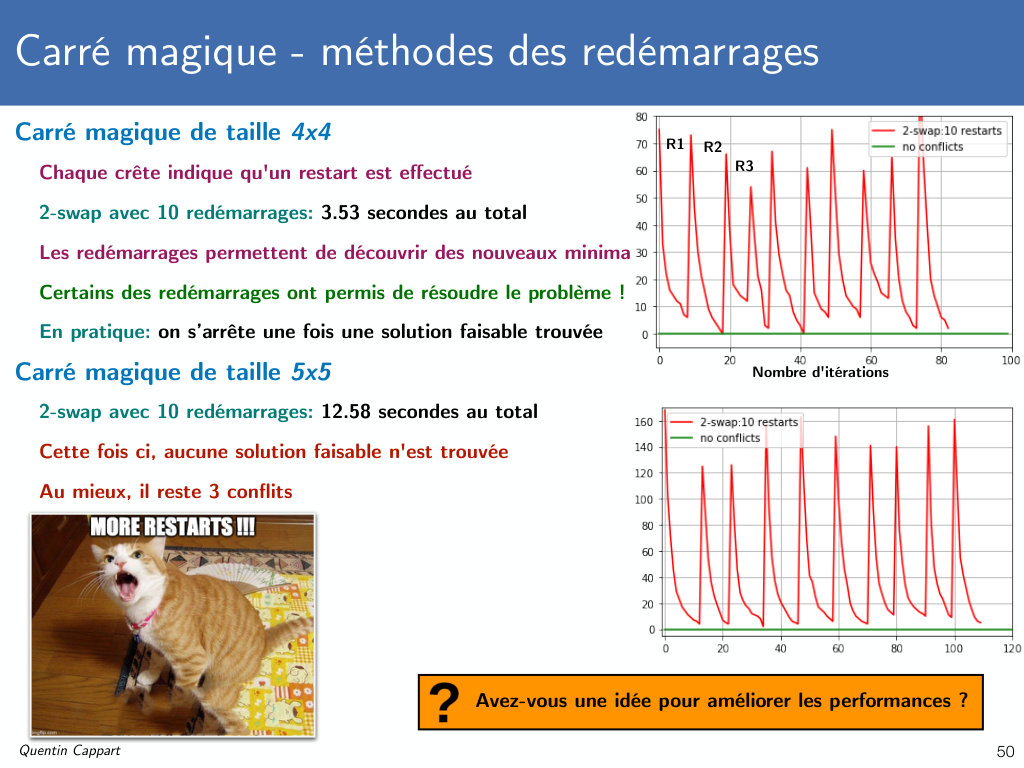 Carré magique - méthodes des redémarrages
Carré magique de taille 4x4
Chaque crête indique qu'un restart est effectué
2-swap avec 10 redémarrages: 3.53 secondes au total
Les redémarrages permettent de découvrir des nouveaux minima
Certains des redémarrages ont permis de résoudre le problème !
En pratique: on s'arrête une fois une solution faisable trouvée
Carré magique de taille 5x5
2-swap avec 10 redémarrages: 12.58 secondes au total
Cette fois ci, aucune solution faisable n'est trouvée
Au mieux, il reste 3 conflits
MORE RESTARTS !!!
80
70
60
50
40
30
20
10
0
0 20 40 60 80 100
R1 R2
R3
2-swap:10 restarts
no conflicts
Nombre d'itérations
160
140
120
100
80
60
40
20
0
0 20 40 60 80 100 120
2-swap:10 restarts
no conflicts
? Avez-vous une idée pour améliorer les performances ?
Quentin Cappart
50